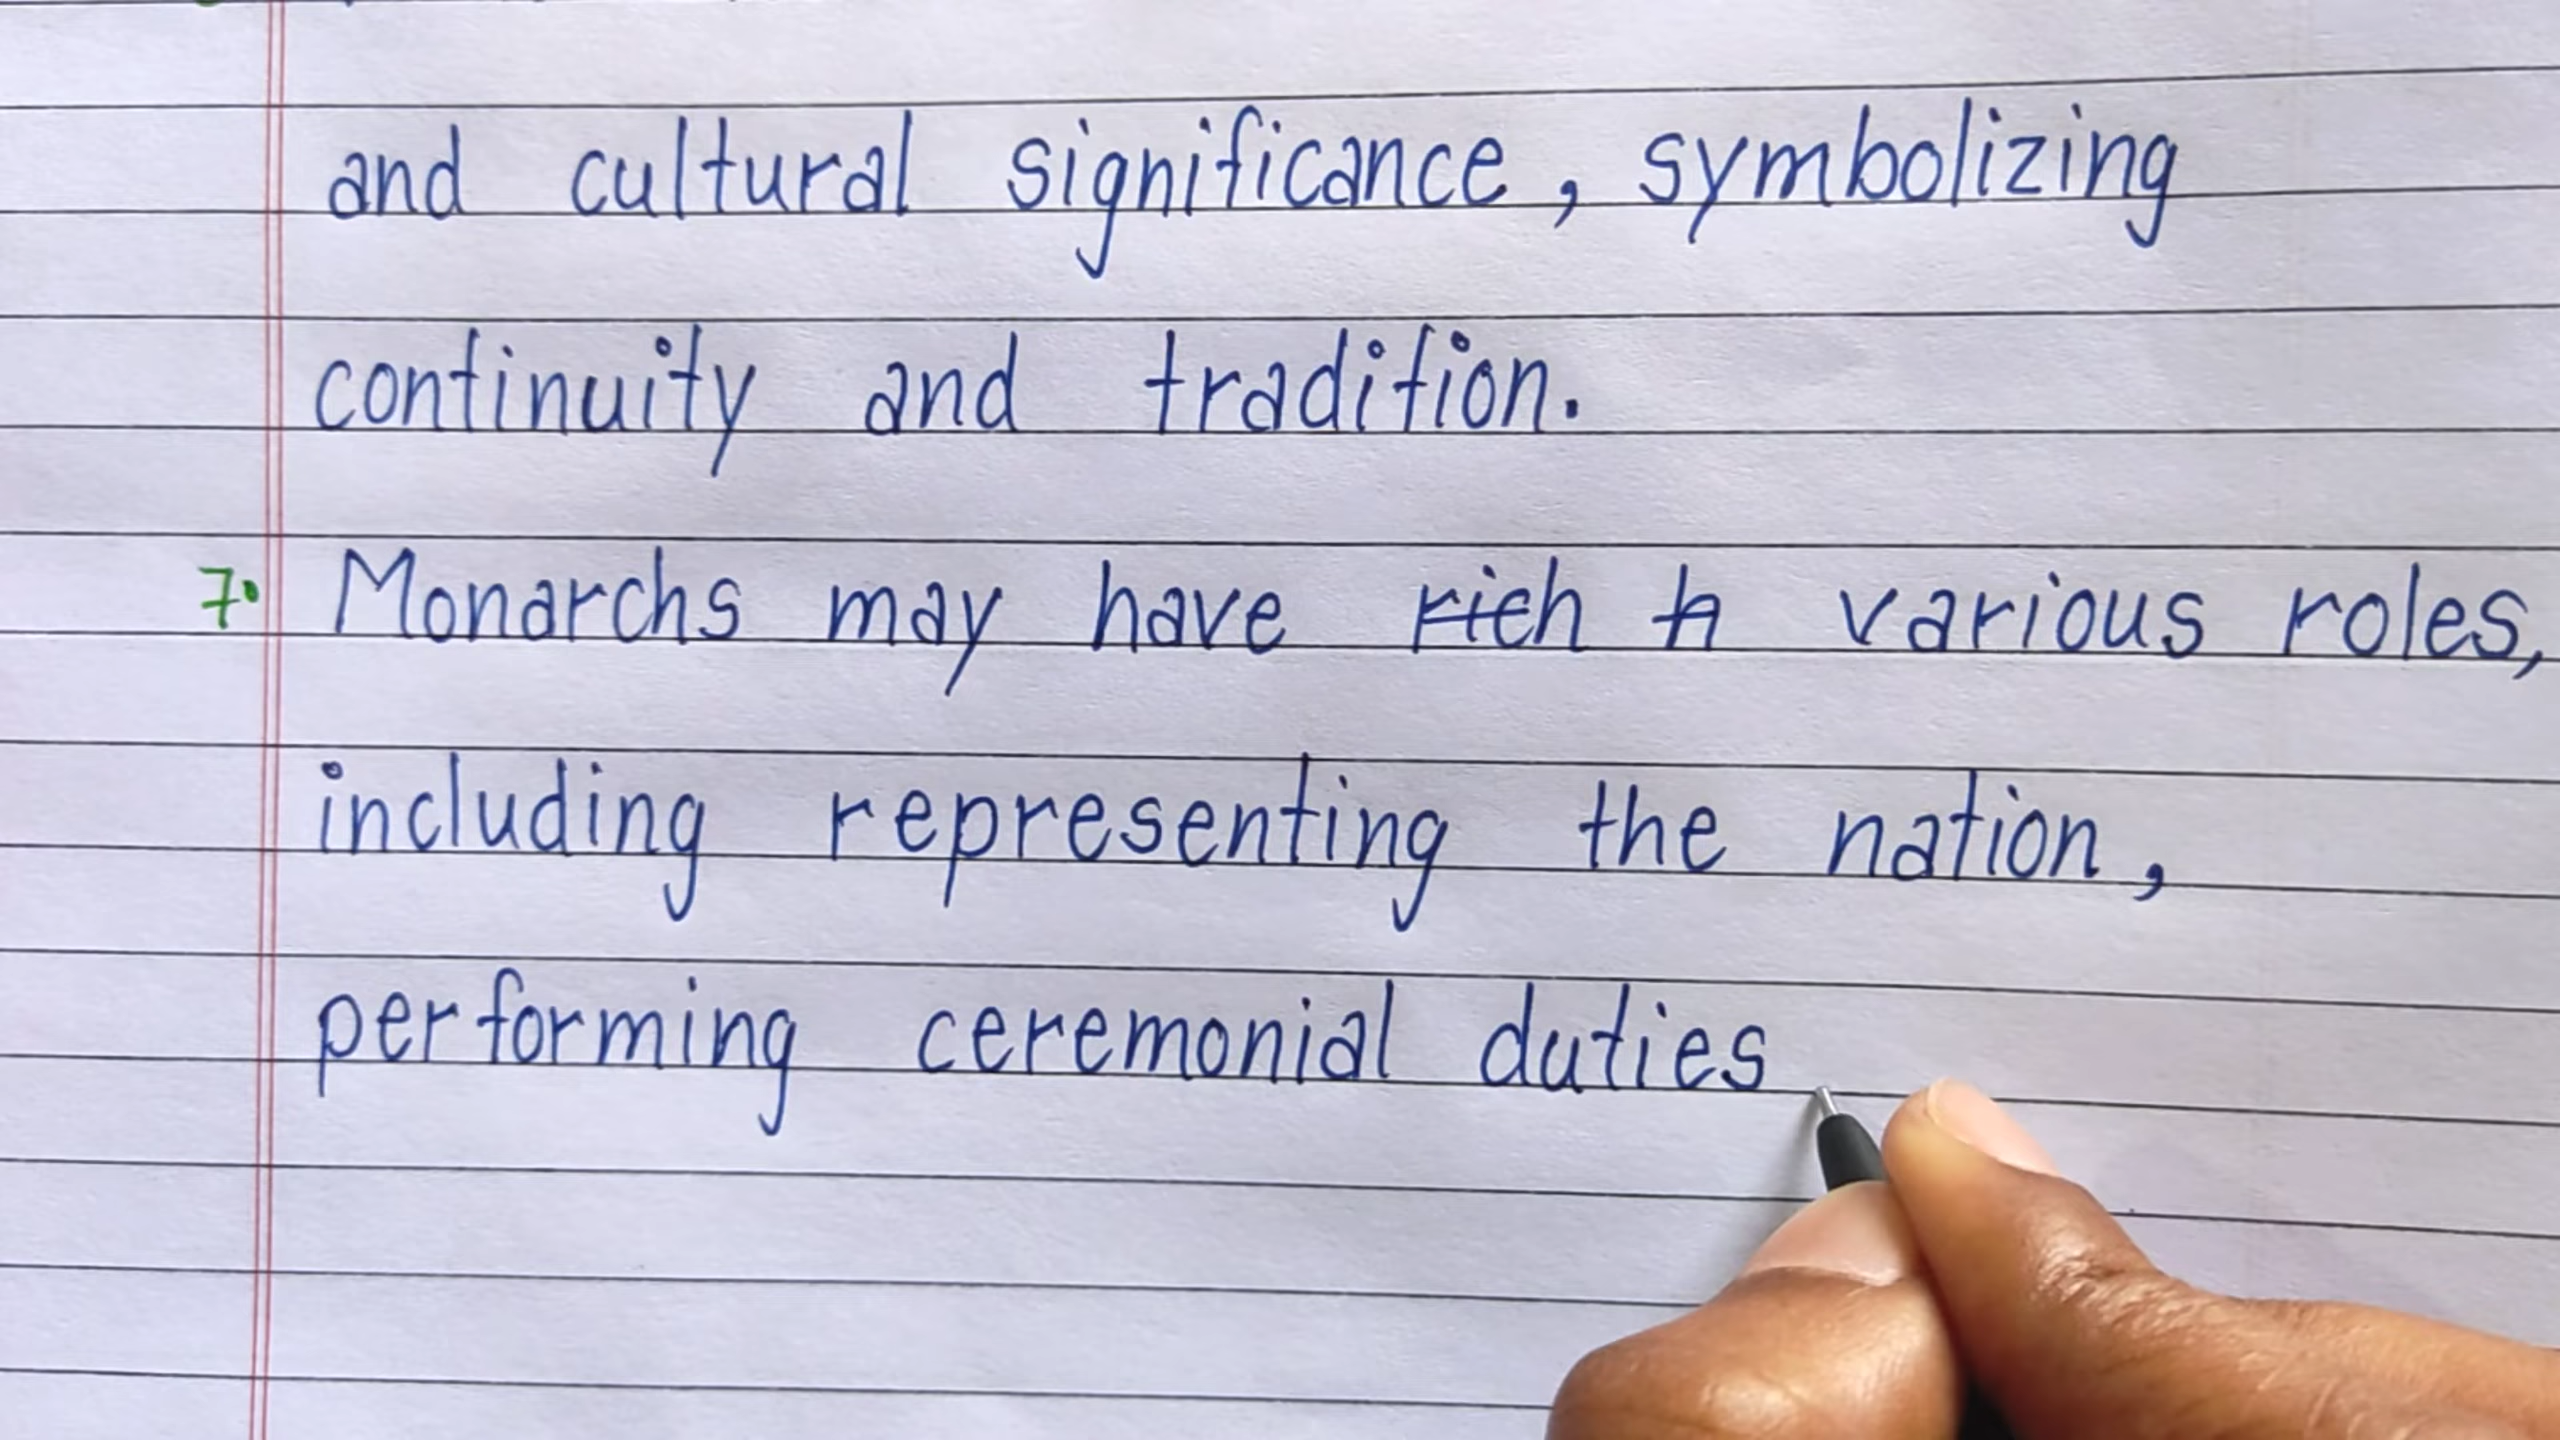 and cultural significance, symbolizing
continuity and tradition.
7. Monarchs may have rich h various roles,
including representing the nation,
performing ceremonial duties